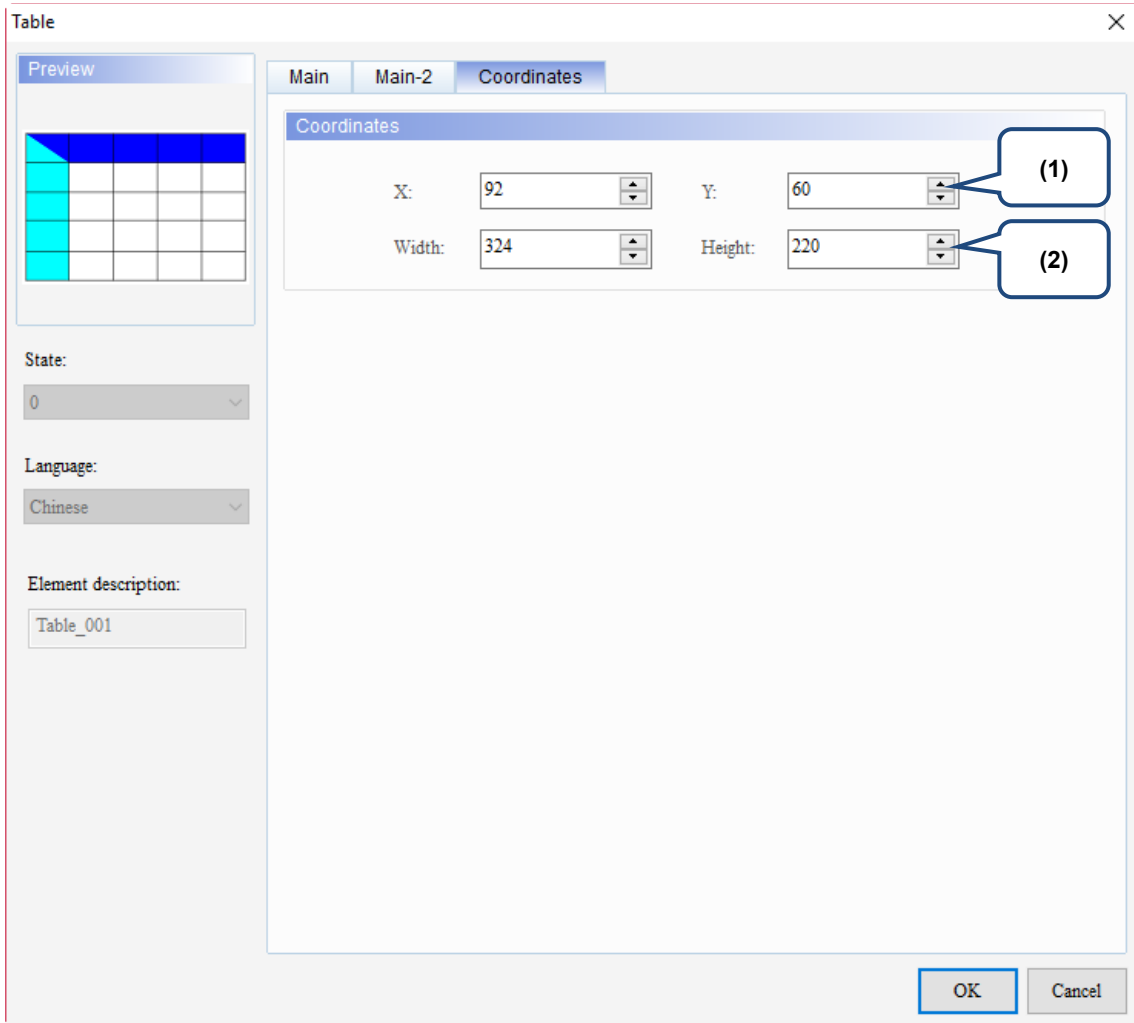 Table
Preview
Main Main-2 Coordinates
Coordinates
X: 92 Y: 60 (1)
Width: 324 Height: 220 (2)
State:
0
Language:
Chinese
Element description:
Table_001
OK Cancel